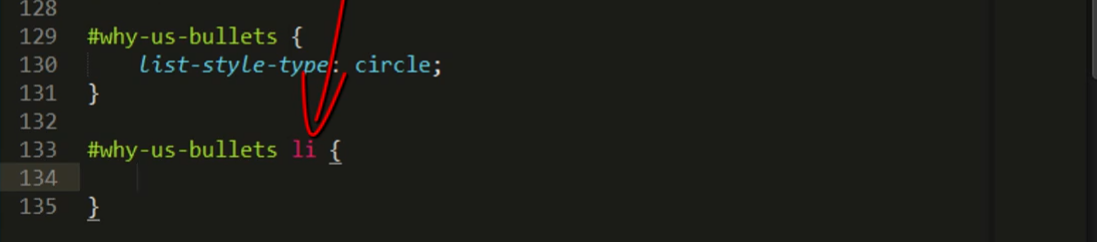 128
129 #why-us-bullets {
130 list-style-type: circle;
131 }
132
133 #why-us-bullets li {
134
135 }